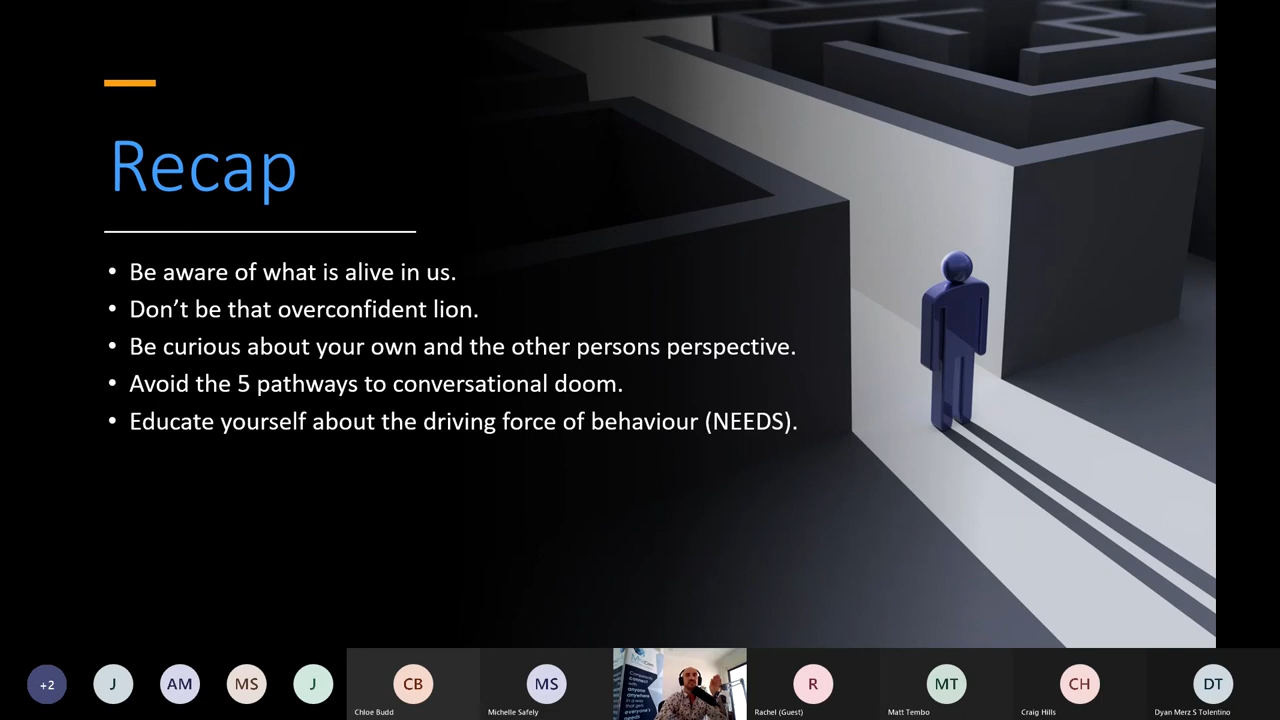 Recap
• Be aware of what is alive in us.
• Don't be that overconfident lion.
• Be curious about your own and the other persons perspective.
• Avoid the 5 pathways to conversational doom.
• Educate yourself about the driving force of behaviour (NEEDS).
+2
J
AM
MS
J
CB
Chloe Budd
MS
Michelle Safely
connect
anyone
anywhere
R
Rachel (Guest)
MT
Matt Tembo
CH
Craig Hills
DT
Dyan Merz S Tolentino